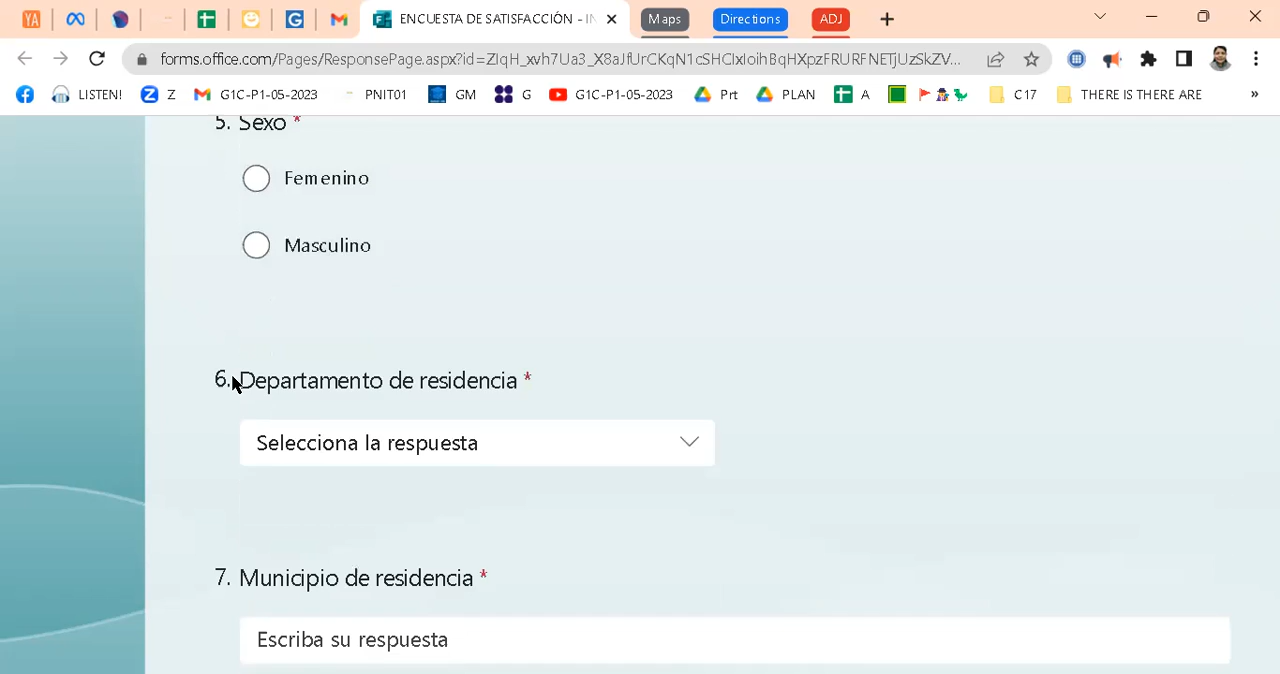 YA
ENCUESTA DE SATISFACCIÓN - IN
Maps
Directions
ADJ
forms.office.com/Pages/ResponsePage.aspx?id=ZIqH_xvh7Ua3_X8aJfUrCKqN1cSHClxIoihBqHXpzFRURFNETjUzSkZV...
LISTEN!
Z
G1C-P1-05-2023
PNIT01
GM
G
G1C-P1-05-2023
Prt
PLAN
A
C17
THERE IS THERE ARE
»
5. Sexo *
Femenino
Masculino
6. Departamento de residencia *
Selecciona la respuesta
7. Municipio de residencia *
Escriba su respuesta